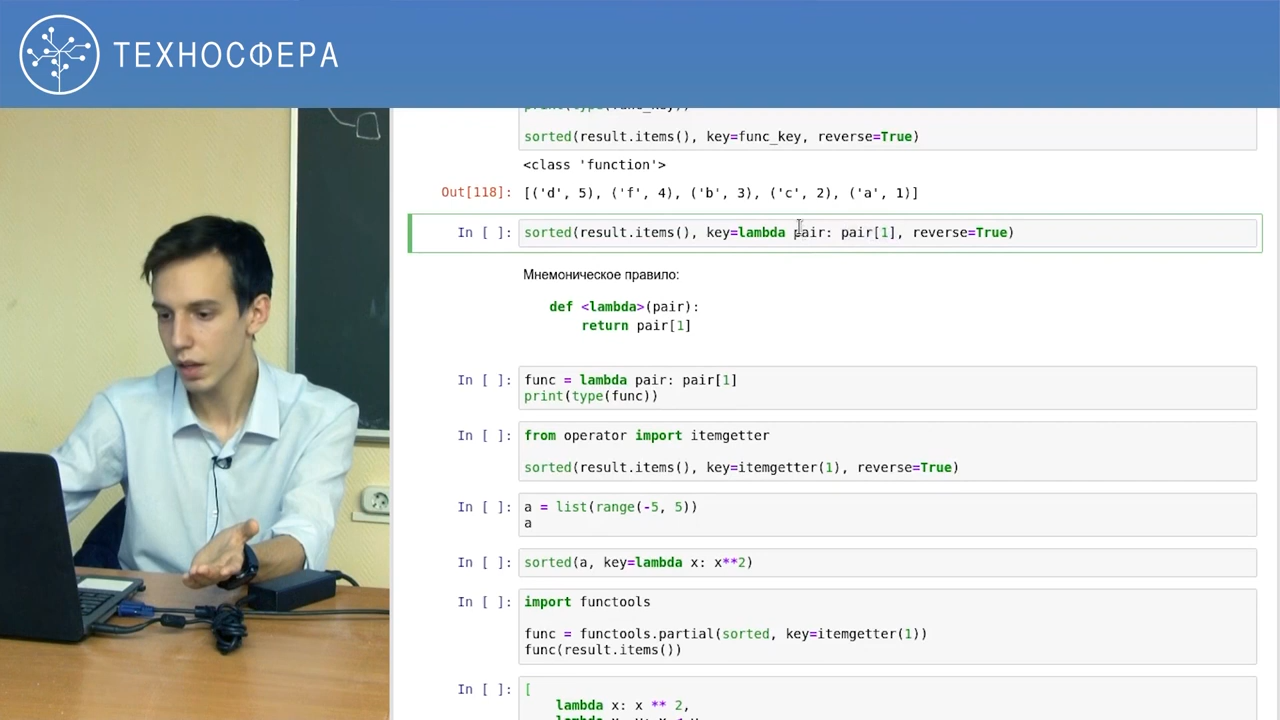 ТЕХНОСФЕРА
print(type(func_key))
sorted(result.items(), key=func_key, reverse=True)
<class 'function'>
Out[118]: [('d', 5), ('f', 4), ('b', 3), ('c', 2), ('a', 1)]
In [ ]: sorted(result.items(), key=lambda pair: pair[1], reverse=True)
Мнемоническое правило:
def <lambda>(pair):
return pair[1]
In [ ]: func = lambda pair: pair[1]
print(type(func))
In [ ]: from operator import itemgetter
sorted(result.items(), key=itemgetter(1), reverse=True)
In [ ]: a = list(range(-5, 5))
a
In [ ]: sorted(a, key=lambda x: x**2)
In [ ]: import functools
func = functools.partial(sorted, key=itemgetter(1))
func(result.items())
In [ ]: [
lambda x: x ** 2,